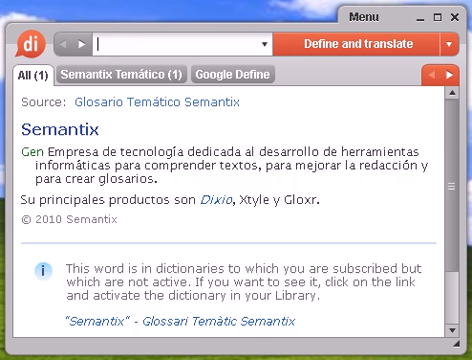 Menu
di
Define and translate
All (1) Semantix Temático (1) Google Define
Source: Glosario Temático Semantix
Semantix
Gen Empresa de tecnología dedicada al desarrollo de herramientas
informáticas para comprender textos, para mejorar la redacción y
para crear glosarios.
Su principales producto son Dixio, Xtyle y Gloxr.
© 2010 Semantix
i
This word is in dictionaries to which you are subscribed but
which are not active. If you want to see it, click on the link
and activate the dictionary in your Library.
"Semantix" - Glossari Temàtic Semantix